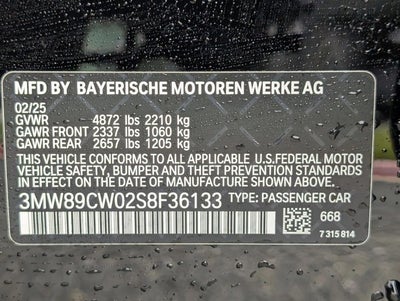 MFD BY BAYERISCHE MOTOREN WERKE AG
02/25
GVWR 4872 lbs 2210 kg
GAWR FRONT 2337 lbs 1060 kg
GAWR REAR 2657 lbs 1205 kg
THIS VEHICLE CONFORMS TO ALL APPLICABLE U.S.FEDERAL MOTOR
VEHICLE SAFETY, BUMPER AND THEFT PREVENTION STANDARDS
IN EFFECT ON THE DATE OF MANUFACTURE SHOWN ABOVE.
3MW89CW02S8F36133 TYPE: PASSENGER CAR
668
7 315 814